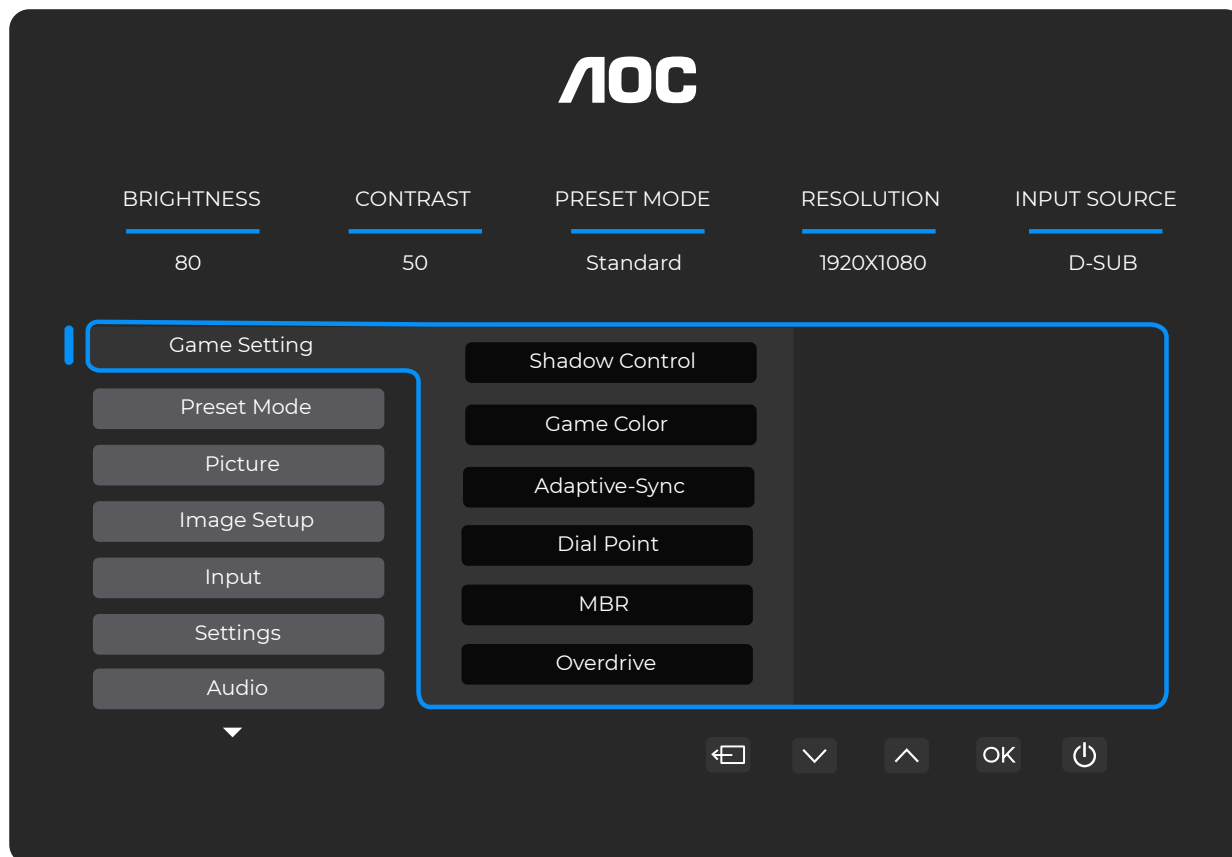 AOC
BRIGHTNESS CONTRAST PRESET MODE RESOLUTION INPUT SOURCE
80 50 Standard 1920X1080 D-SUB
Game Setting
Preset Mode
Picture
Image Setup
Input
Settings
Audio
Shadow Control
Game Color
Adaptive-Sync
Dial Point
MBR
Overdrive
OK